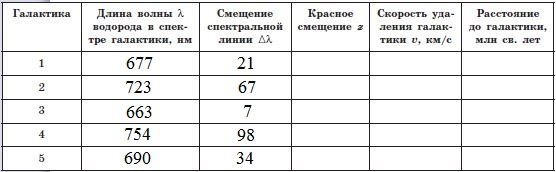 Галактика | Длина волны λ водорода в спектре галактики, нм | Смещение спектральной линии △λ | Красное смещение z | Скорость удаления галактики v, км/с | Расстояние до галактики, млн св. лет
1 677 21
2 723 67
3 663 7
4 754 98
5 690 34